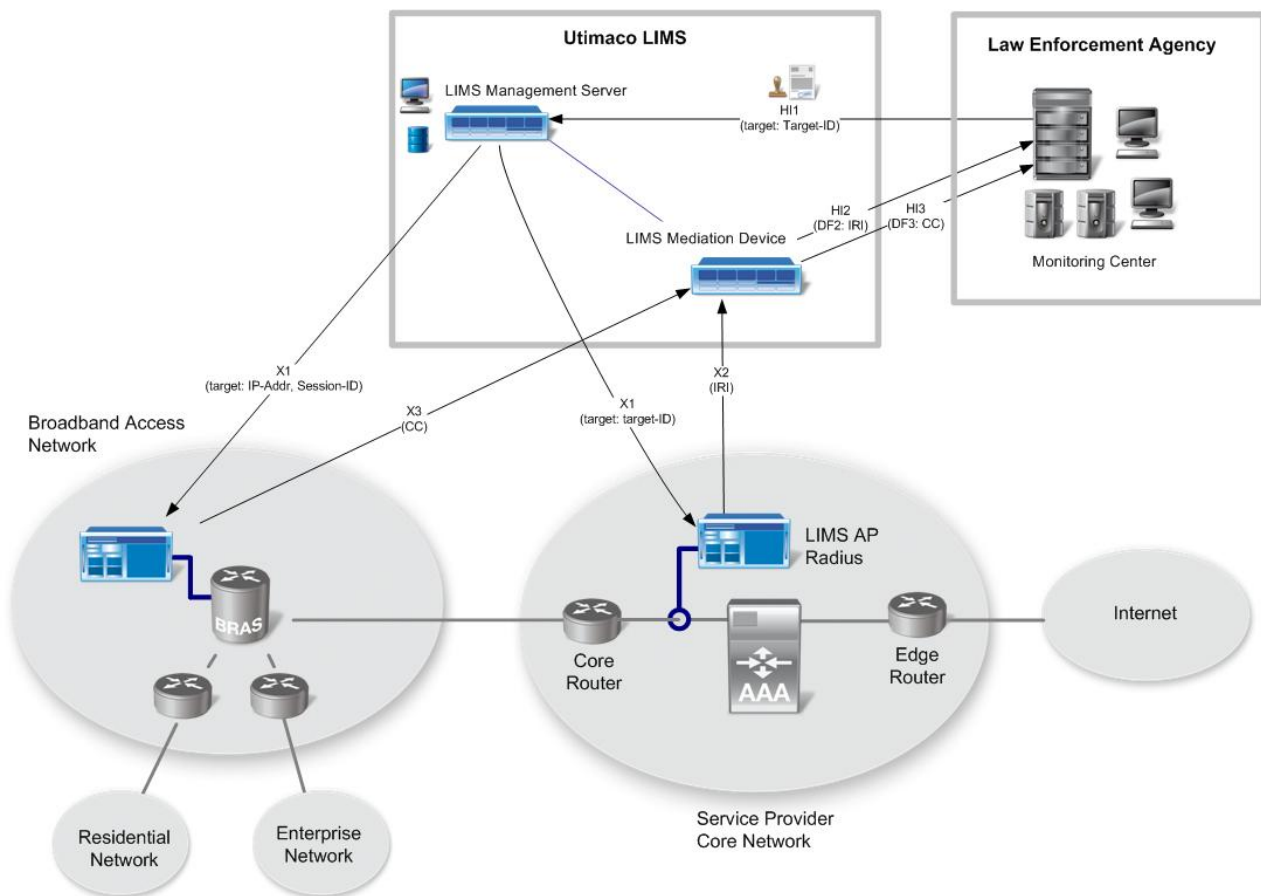 Utimaco LIMS
Law Enforcement Agency
LIMS Management Server
HI1
(target: Target-ID)
HI2
(DF2: IRI)
HI3
(DF3: CC)
LIMS Mediation Device
Monitoring Center
X1
(target: IP-Addr, Session-ID)
X3
(CC)
X1
(target: target-ID)
X2
(IRI)
Broadband Access
Network
LIMS AP
Radius
BRAS
Core
Router
AAA
Edge
Router
Internet
Residential
Network
Enterprise
Network
Service Provider
Core Network